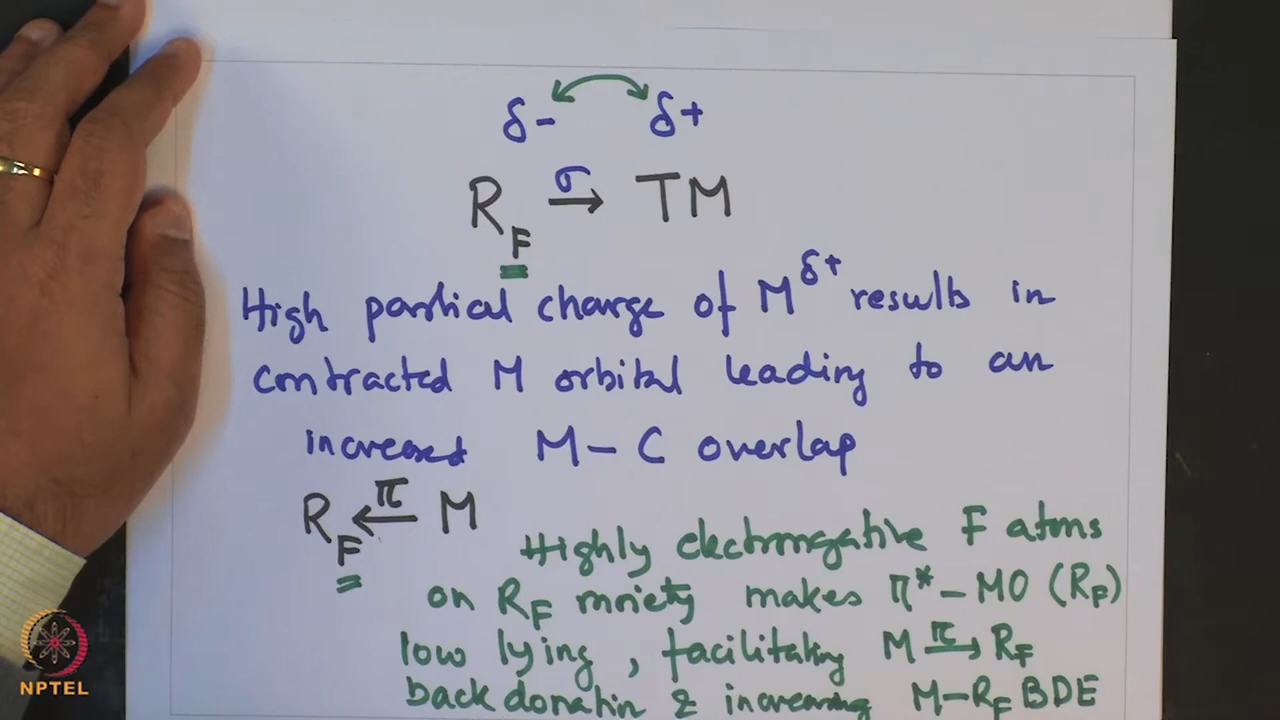 δ- δ+
R_F —σ→ TM
High partial charge of M^δ+ results in
contracted M orbital leading to an
increased M-C overlap
R_F ←π— M
Highly electronegative F atoms
on R_F moiety makes π*-MO (R_F)
low lying, facilitating M —π→ R_F
back donatin & increasing M-R_F BDE
NPTEL